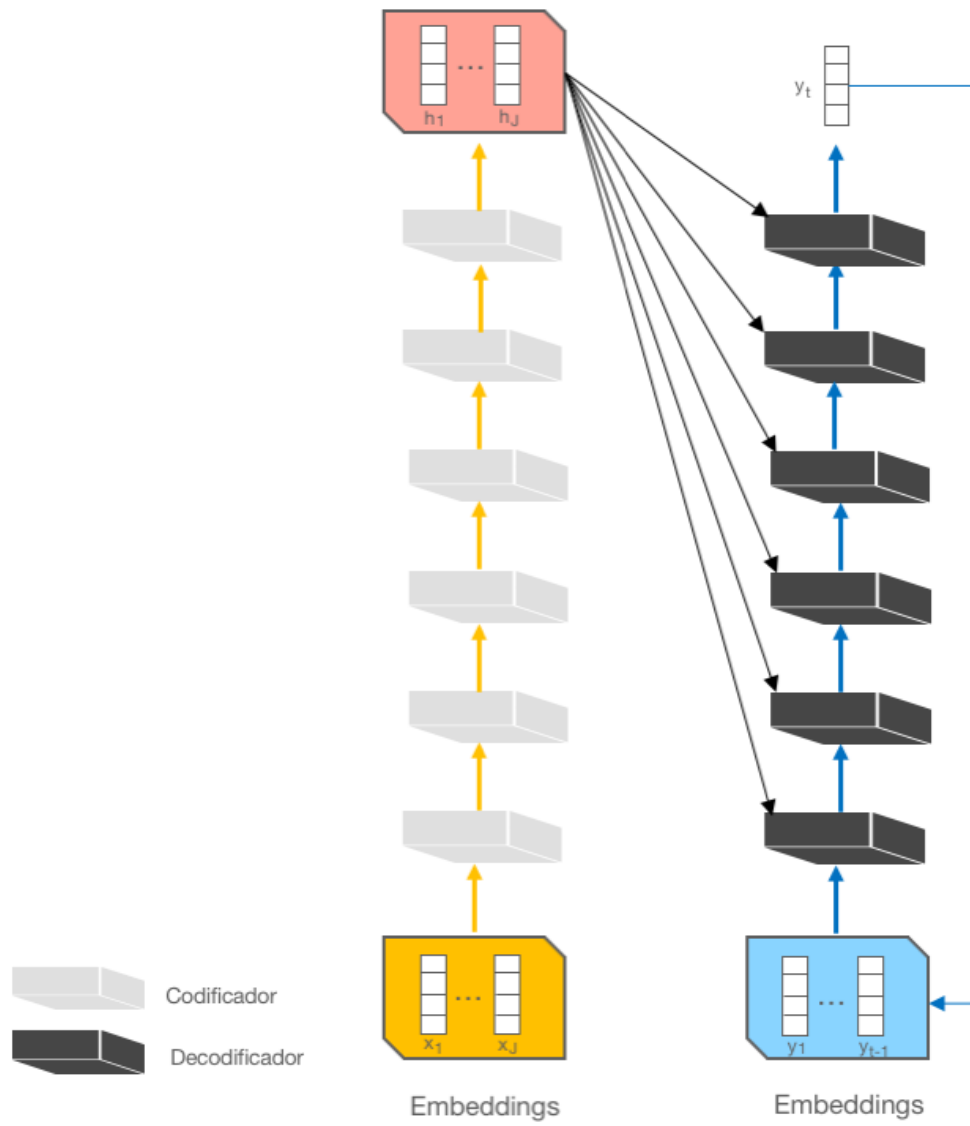 ... 
h1 hJ
yt
Codificador
Decodificador
...
x1 xJ
...
y1 yt-1
Embeddings
Embeddings